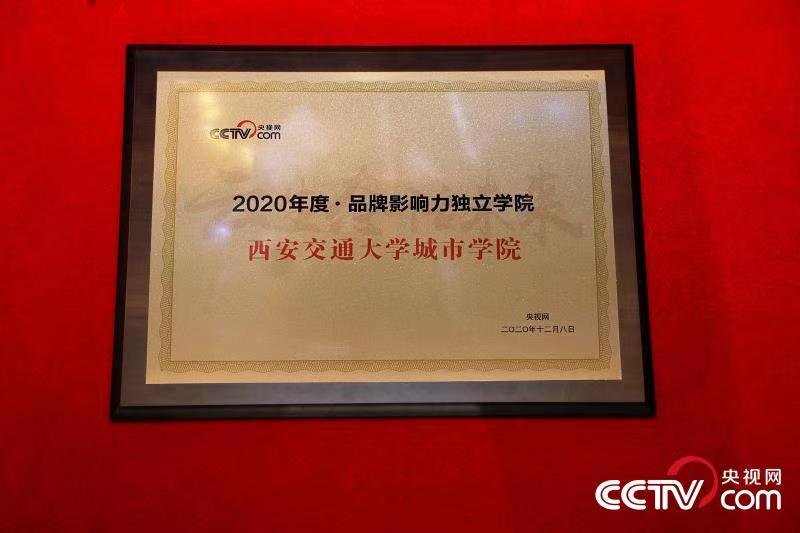 CCTV 央视网
com
2020年度·品牌影响力独立学院
西安交通大学城市学院
央视网
二〇二〇年十二月八日
CCTV 央视网
com